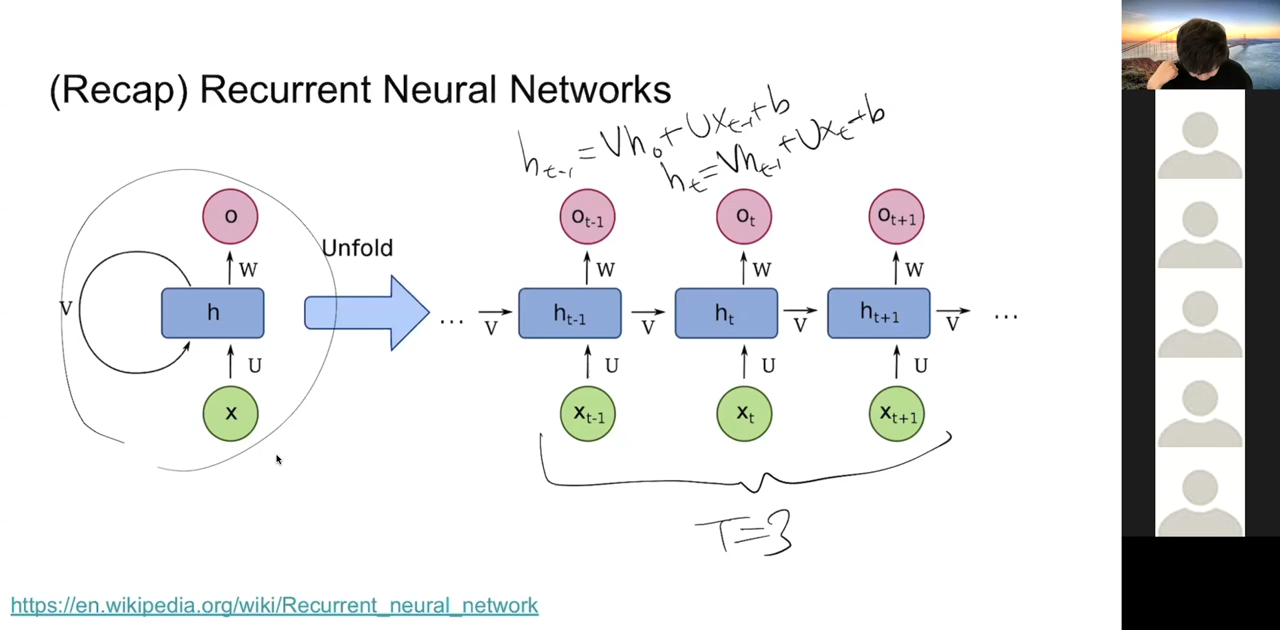 (Recap) Recurrent Neural Networks
h_{t-1} = Vh_0 + Ux_{t-1} + b
h_t = Vh_{t-1} + Ux_t + b
o
W
h
V
U
x
Unfold
o_{t-1}
o_t
o_{t+1}
W
W
W
...
V
h_{t-1}
V
h_t
V
h_{t+1}
V
...
U
U
U
x_{t-1}
x_t
x_{t+1}
T=3
https://en.wikipedia.org/wiki/Recurrent_neural_network